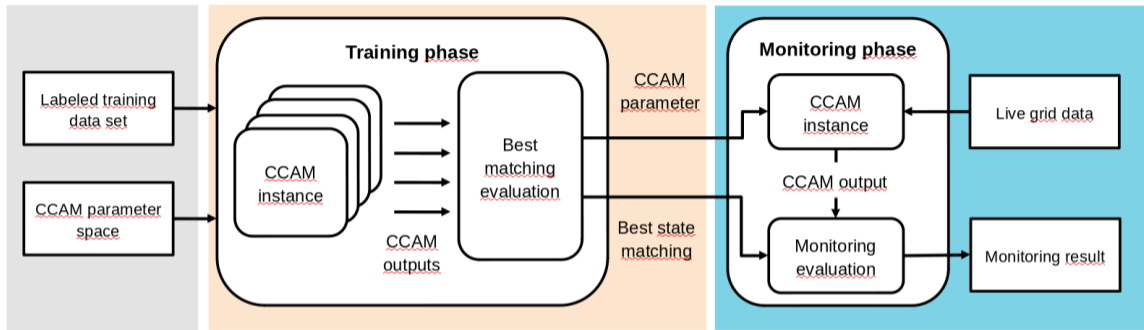 Labeled training
data set
CCAM parameter
space
Training phase
CCAM
instance
CCAM
outputs
Best
matching
evaluation
CCAM
parameter
Best state
matching
Monitoring phase
CCAM
instance
CCAM output
Monitoring
evaluation
Live grid data
Monitoring result